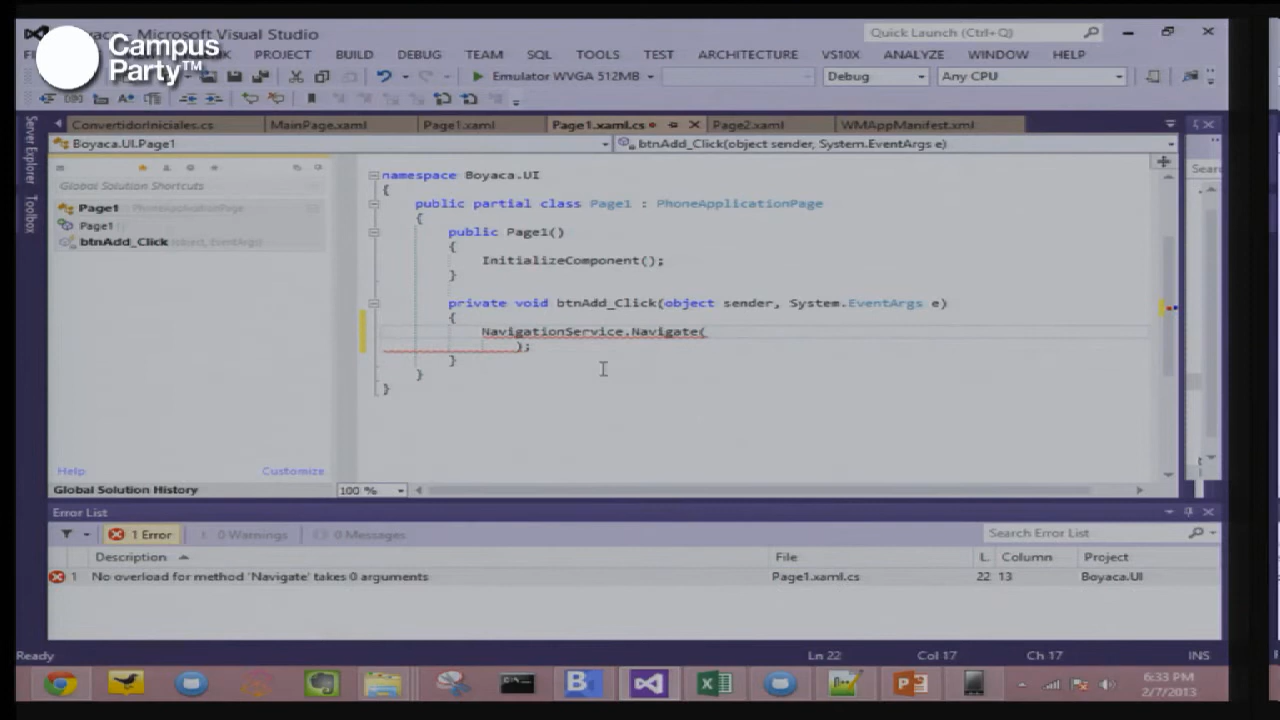 Campus
Party™
Microsoft Visual Studio
Quick Launch (Ctrl+Q)
PROJECT BUILD DEBUG TEAM SQL TOOLS TEST ARCHITECTURE VS10X ANALYZE WINDOW HELP
Emulator WVGA 512MB Debug Any CPU
ConvertidorIniciales.cs MainPage.xaml Page1.xaml Page1.xaml.cs Page2.xaml WMAppManifest.xml
Boyaca.UI.Page1 btnAdd_Click(object sender, System.EventArgs e)
Server Explorer
Toolbox
Global Solution Shortcuts
Page1 PhoneApplicationPage
Page1
btnAdd_Click (object, EventArgs)
Help Customize
Global Solution History
namespace Boyaca.UI
{
public partial class Page1 : PhoneApplicationPage
{
public Page1()
{
InitializeComponent();
}
private void btnAdd_Click(object sender, System.EventArgs e)
{
NavigationService.Navigate(
);
}
}
}
100 %
Error List
1 Error 0 Warnings 0 Messages Search Error List
Description File L. Column Project
1 No overload for method 'Navigate' takes 0 arguments Page1.xaml.cs 22 13 Boyaca.UI
Ready Ln 22 Col 17 Ch 17 INS
6:33 PM
2/7/2013